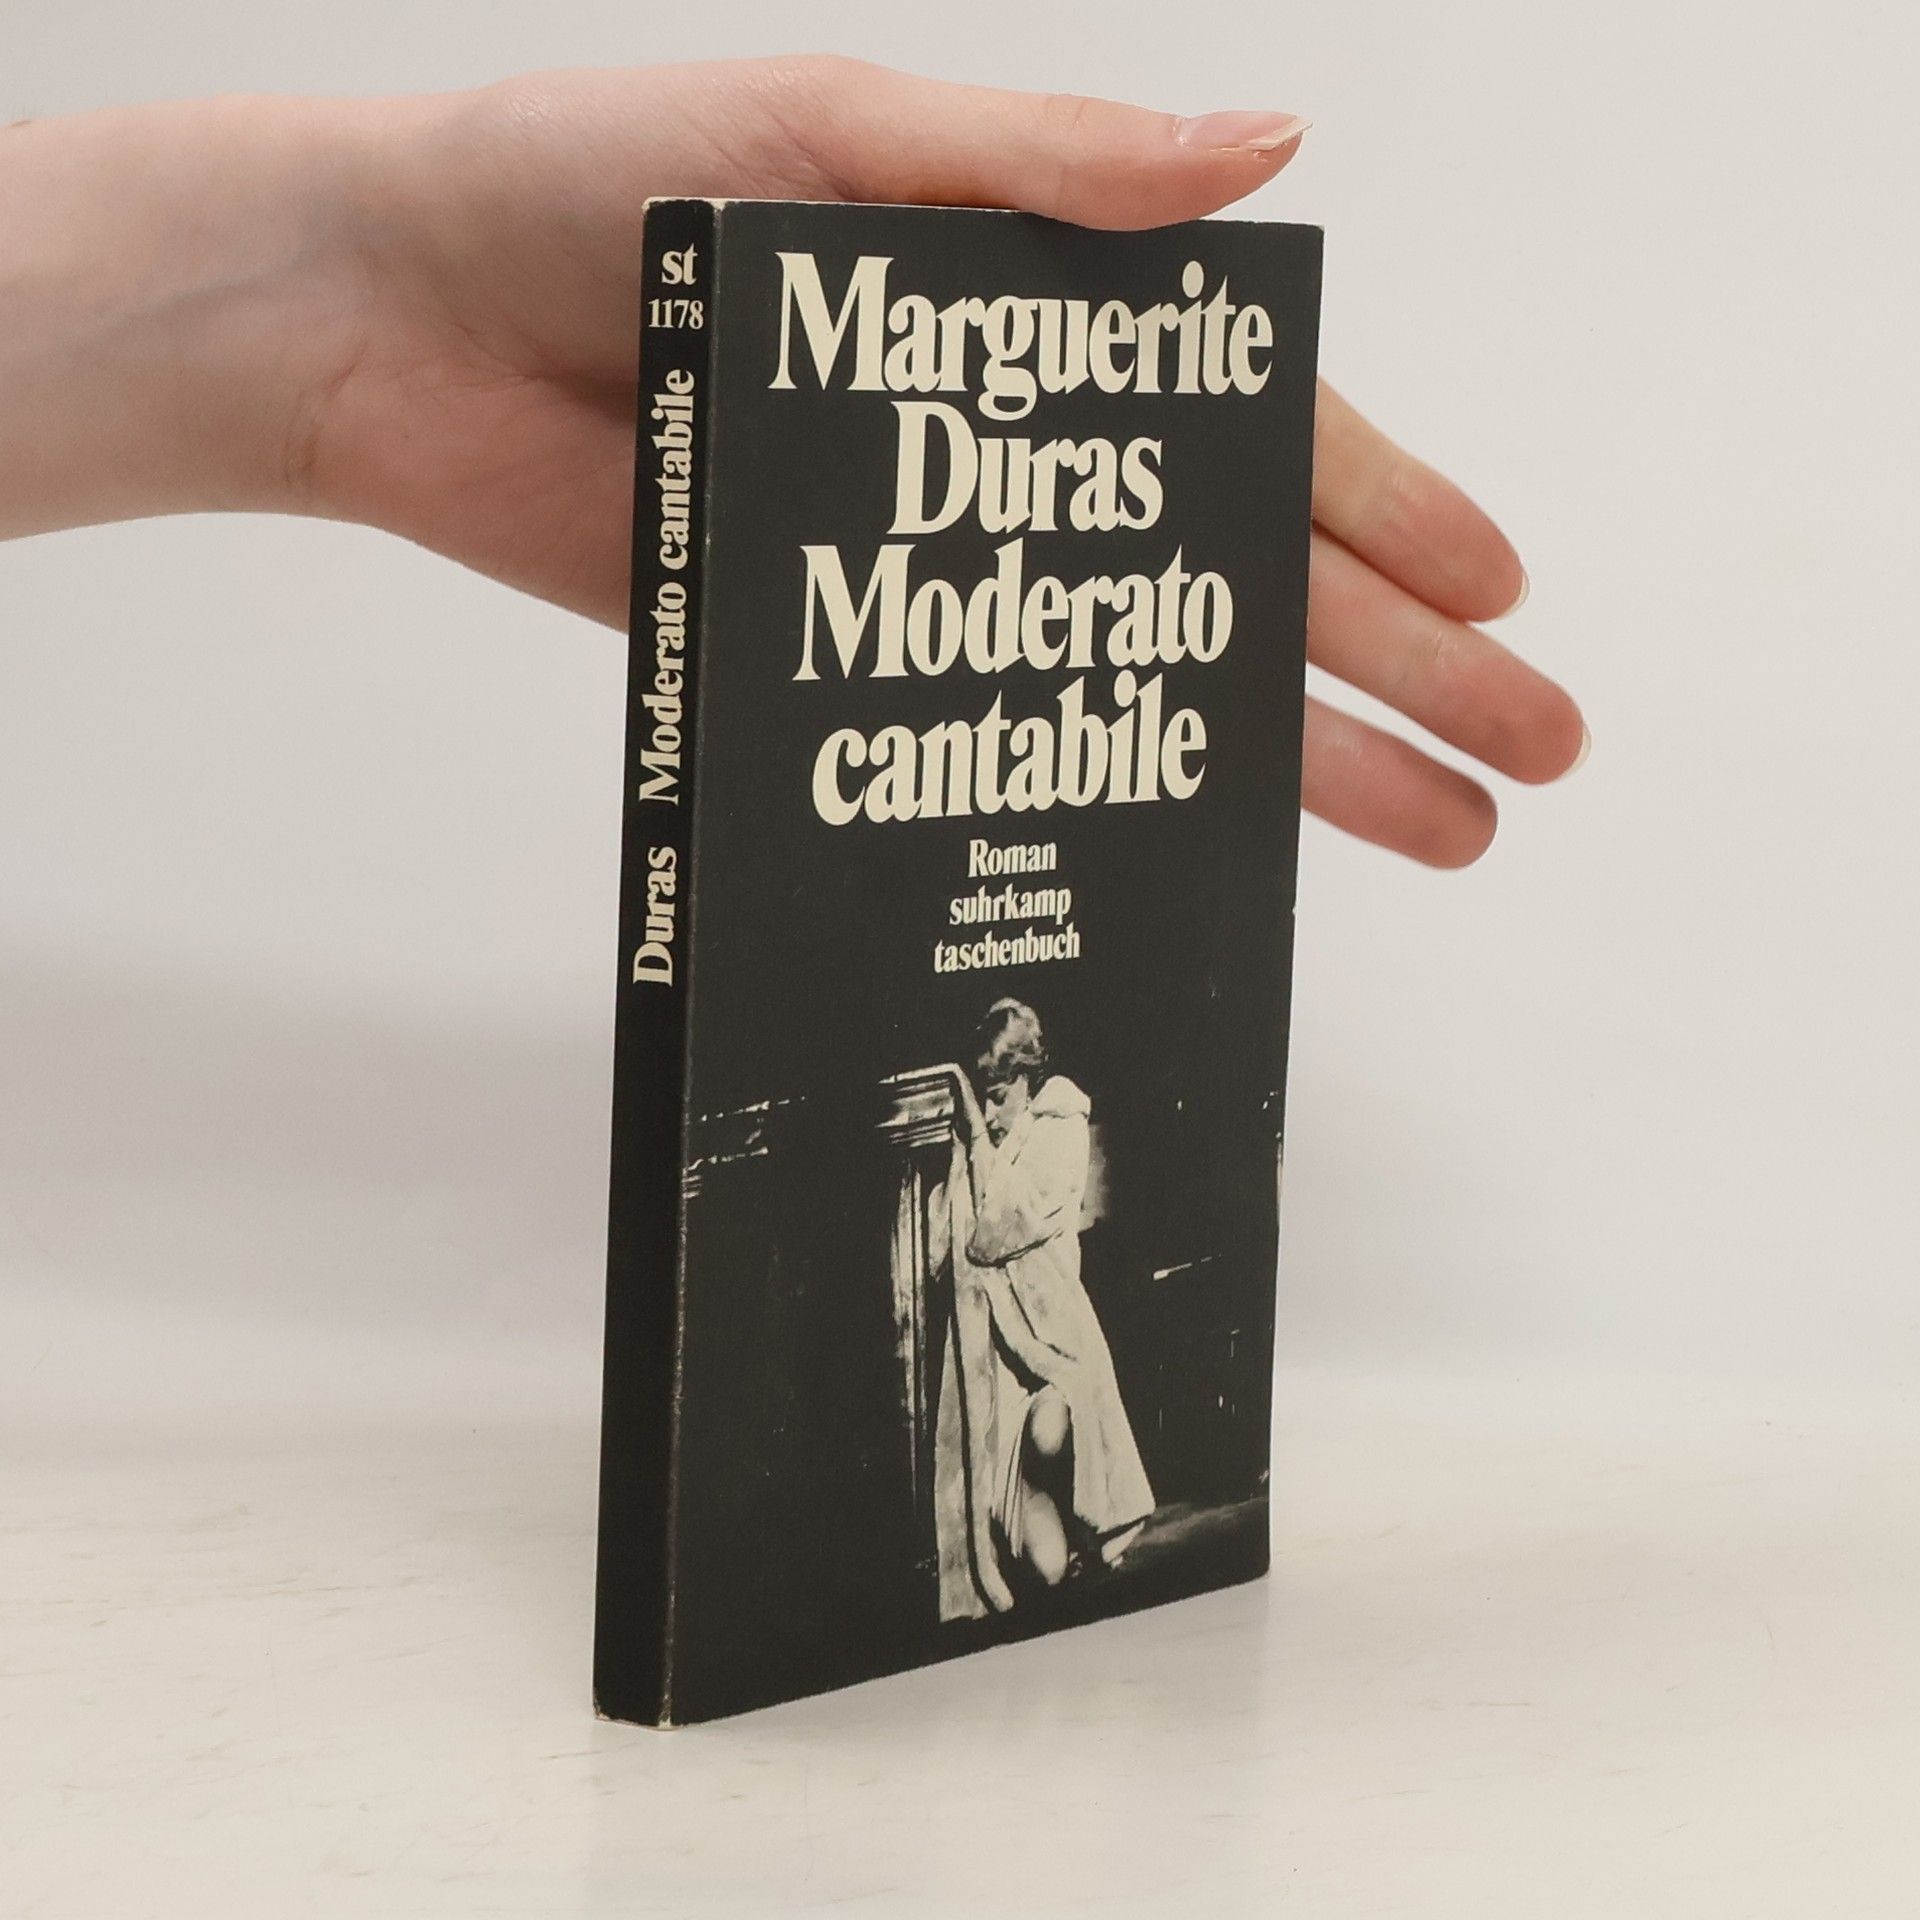 st
1178
Duras Moderato cantabile
Marguerite
Duras
Moderato
cantabile
Roman
suhrkamp
taschenbuch